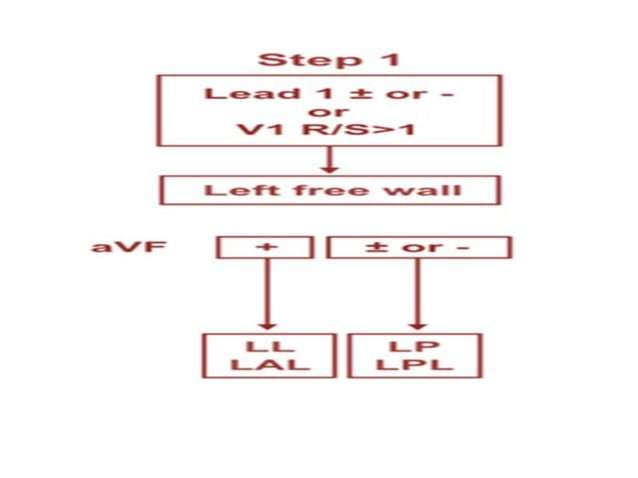 Step 1
Lead 1 ± or -
or
V1 R/S>1
Left free wall
aVF + ± or -
LL LP
LAL LPL